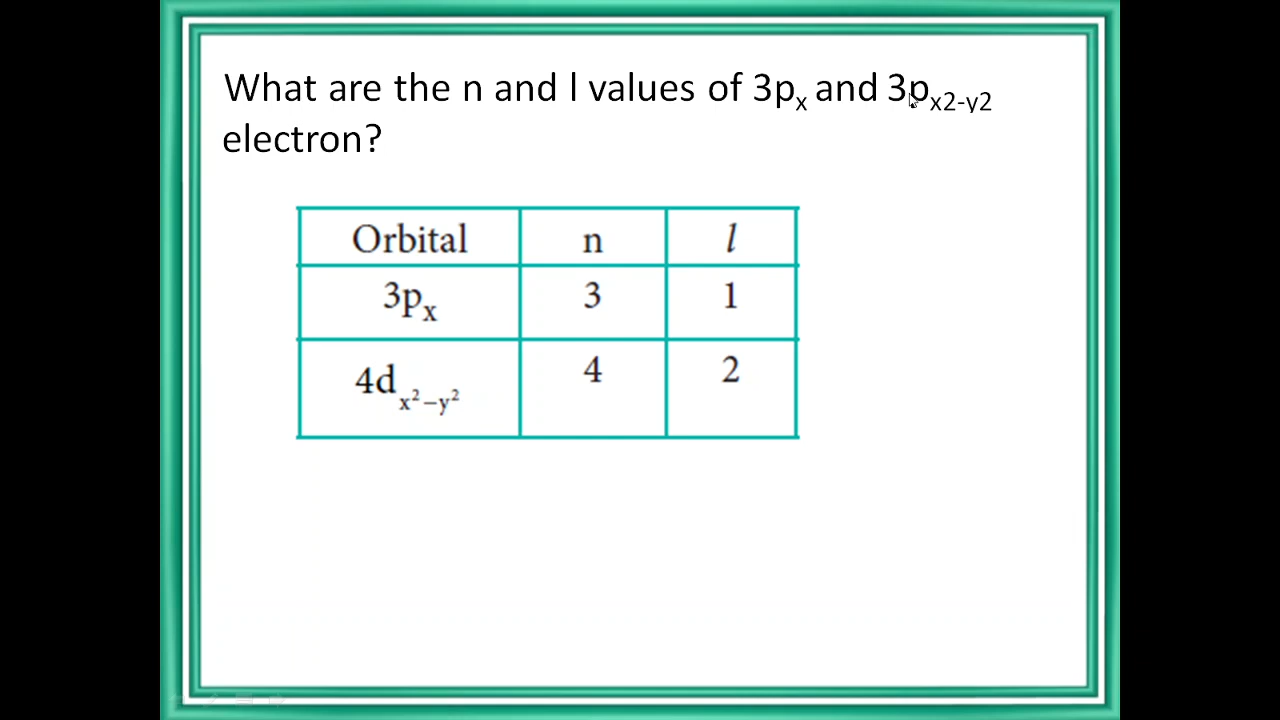 What are the n and l values of 3pₓ and 3px2-y2
electron?
Orbital n l
3pₓ 3 1
4dx²–y² 4 2